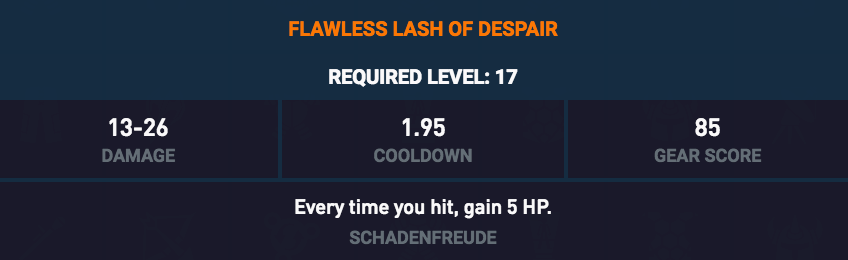 FLAWLESS LASH OF DESPAIR
REQUIRED LEVEL: 17
13-26
DAMAGE
1.95
COOLDOWN
85
GEAR SCORE
Every time you hit, gain 5 HP.
SCHADENFREUDE